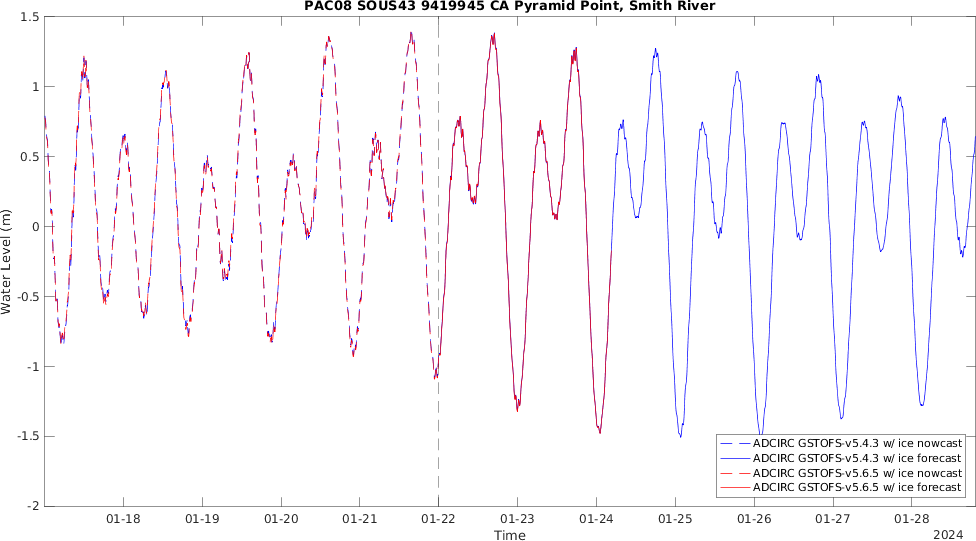 PAC08 SOUS43 9419945 CA Pyramid Point, Smith River
1.5
1
0.5
0
-0.5
-1
-1.5
-2
Water Level (m)
ADCIRC GSTOFS-v5.4.3 w/ ice nowcast
ADCIRC GSTOFS-v5.4.3 w/ ice forecast
ADCIRC GSTOFS-v5.6.5 w/ ice nowcast
ADCIRC GSTOFS-v5.6.5 w/ ice forecast
01-18 01-19 01-20 01-21 01-22 01-23 01-24 01-25 01-26 01-27 01-28
Time
2024